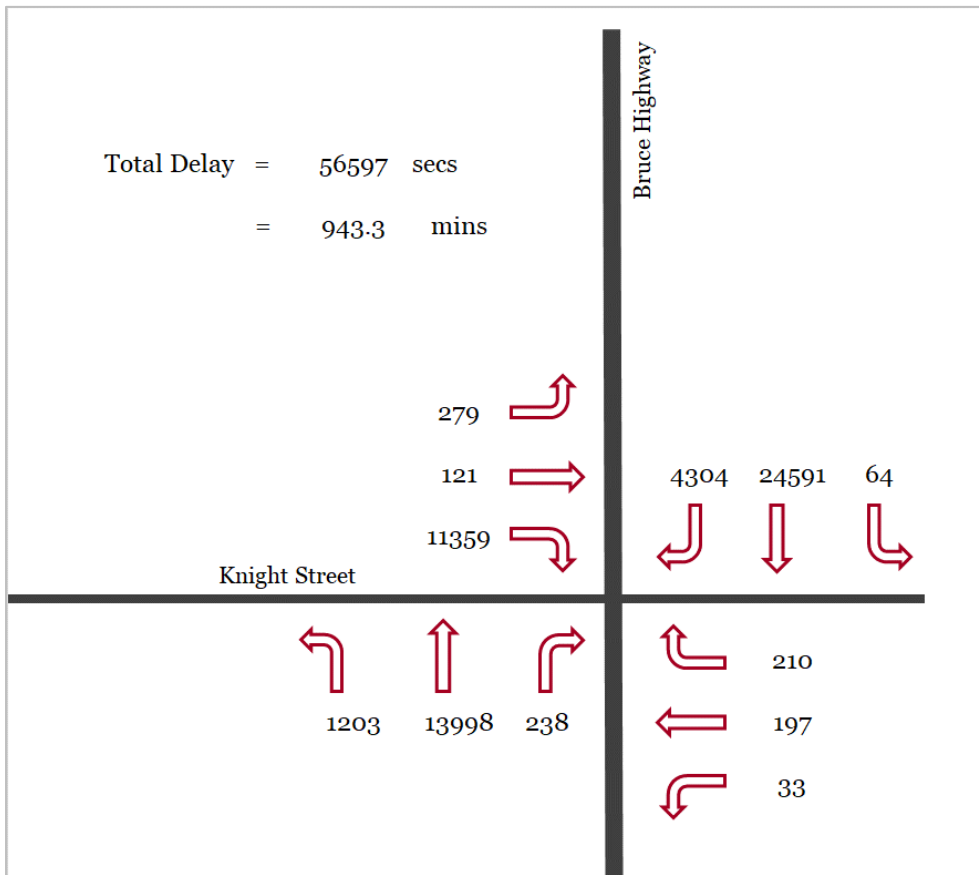 Bruce Highway
Total Delay = 56597 secs
= 943.3 mins
279
121
4304 24591 64
11359
Knight Street
210
1203 13998 238
197
33